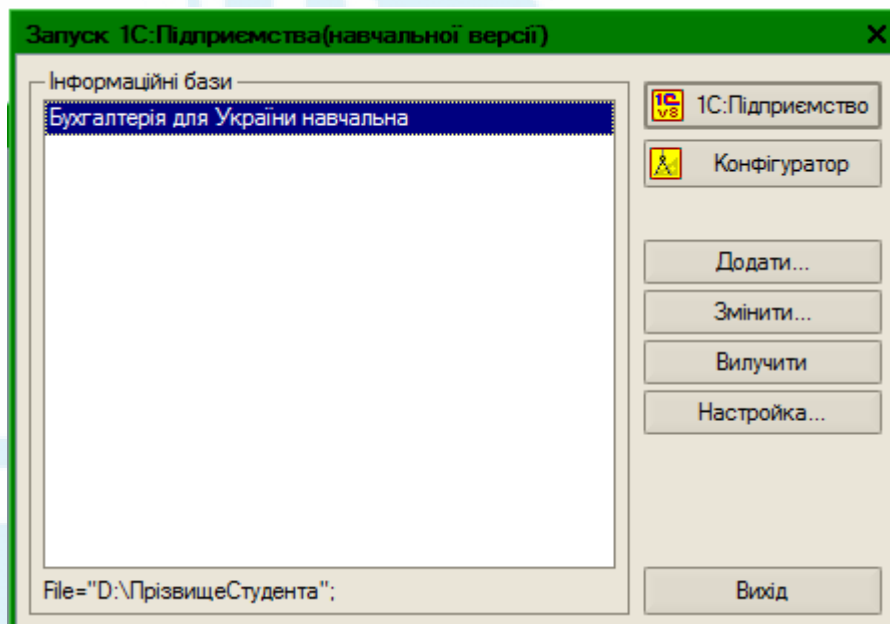 Запуск 1С:Підприємства(навчальної версії)
Інформаційні бази
Бухгалтерія для України навчальна
File="D:\ПрізвищеСтудента";
1С:Підприємство
Конфігуратор
Додати...
Змінити...
Вилучити
Настройка...
Вихід